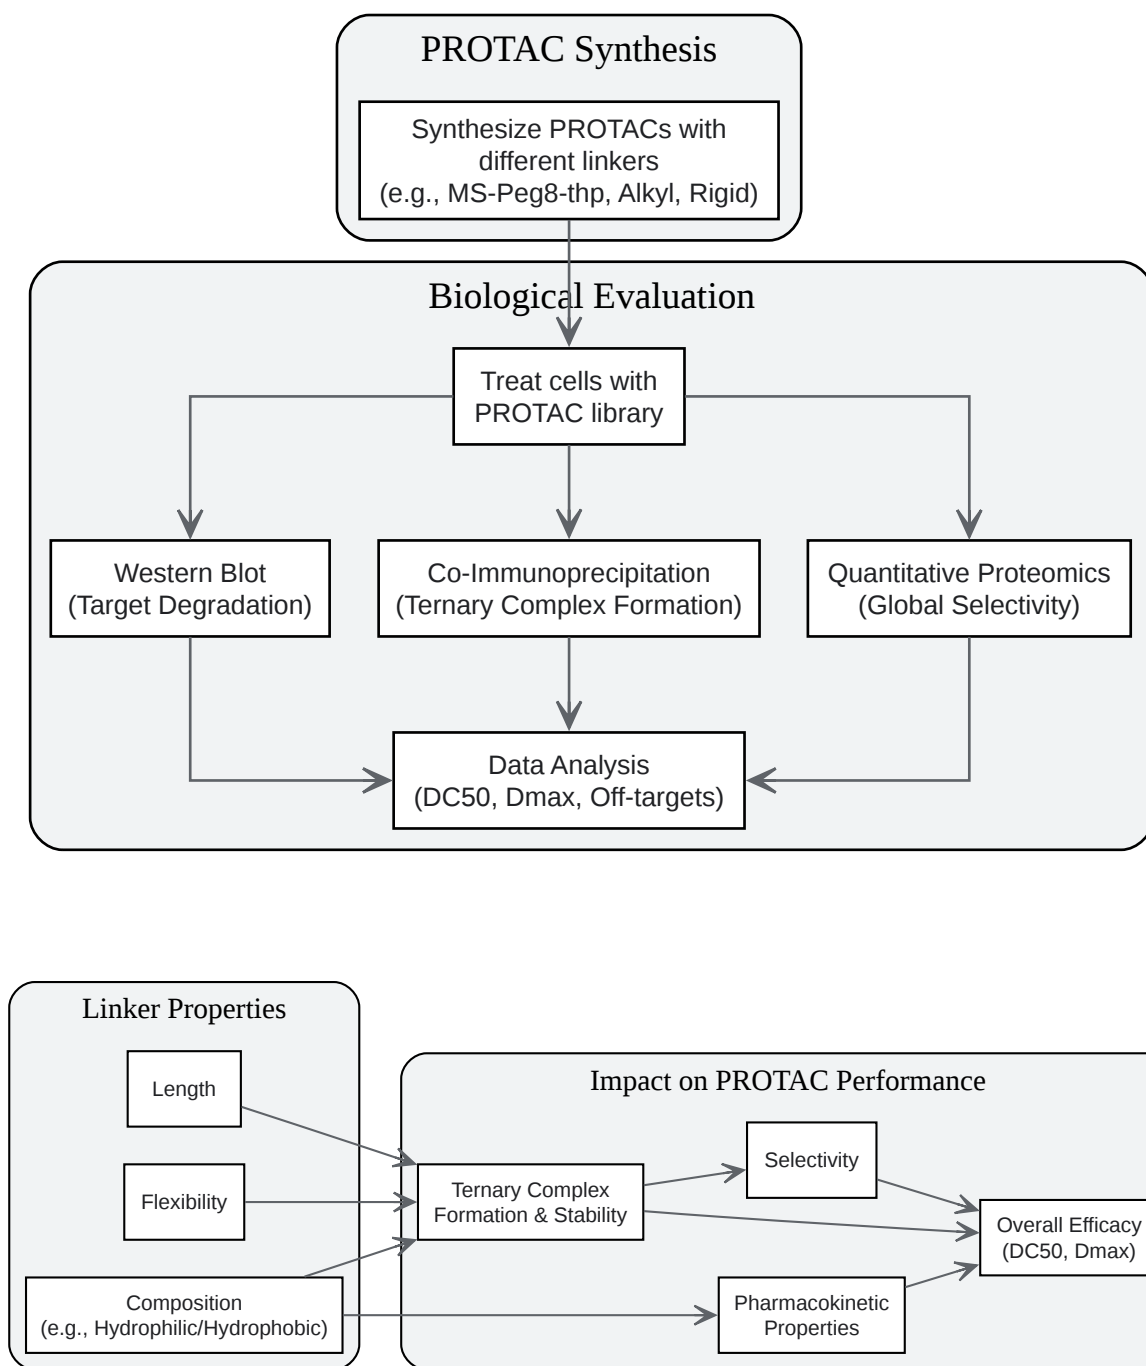 PROTAC Synthesis
Synthesize PROTACs with
different linkers
(e.g., MS-Peg8-thp, Alkyl, Rigid)
Biological Evaluation
Treat cells with
PROTAC library
Western Blot
(Target Degradation)
Co-Immunoprecipitation
(Ternary Complex Formation)
Quantitative Proteomics
(Global Selectivity)
Data Analysis
(DC50, Dmax, Off-targets)
Linker Properties
Length
Flexibility
Composition
(e.g., Hydrophilic/Hydrophobic)
Impact on PROTAC Performance
Ternary Complex
Formation & Stability
Selectivity
Pharmacokinetic
Properties
Overall Efficacy
(DC50, Dmax)